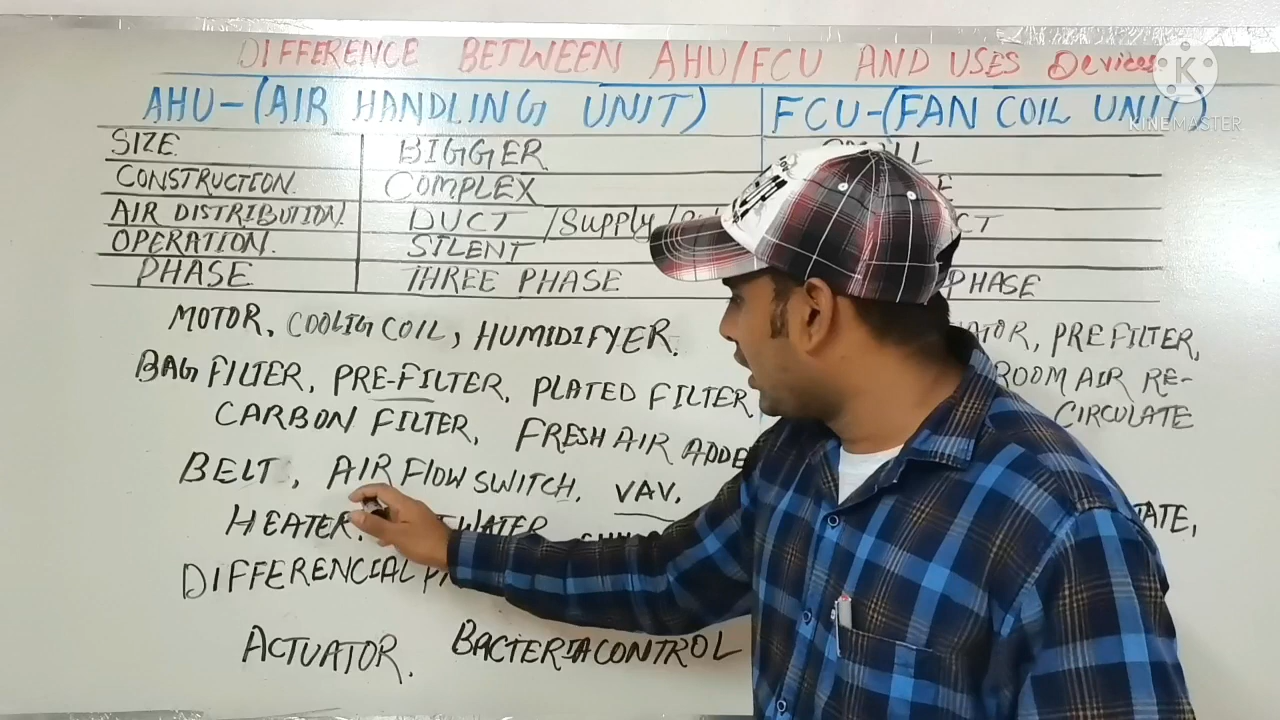 DIFFERENCE BETWEEN AHU/FCU AND USES Devices
K
KINEMASTER
AHU-(AIR HANDLING UNIT) FCU-(FAN COIL UNIT)
SIZE BIGGER
CONSTRUCTION. COMPLEX
AIR DISTRIBUTION. DUCT /Supply/
OPERATION. SILENT
PHASE THREE PHASE PHASE
MOTOR, COOLIG COIL, HUMIDIFYER. PREFILTER,
BAG FILTER, PRE-FILTER, PLATED FILTER ROOM AIR RE-
CARBON FILTER, FRESH AIR ADDE CIRCULATE
BELT, AIR FLOW SWITCH, VAV.
HEATER. WATER
DIFFERENCIAL
ACTUATOR. BACTERIA CONTROL